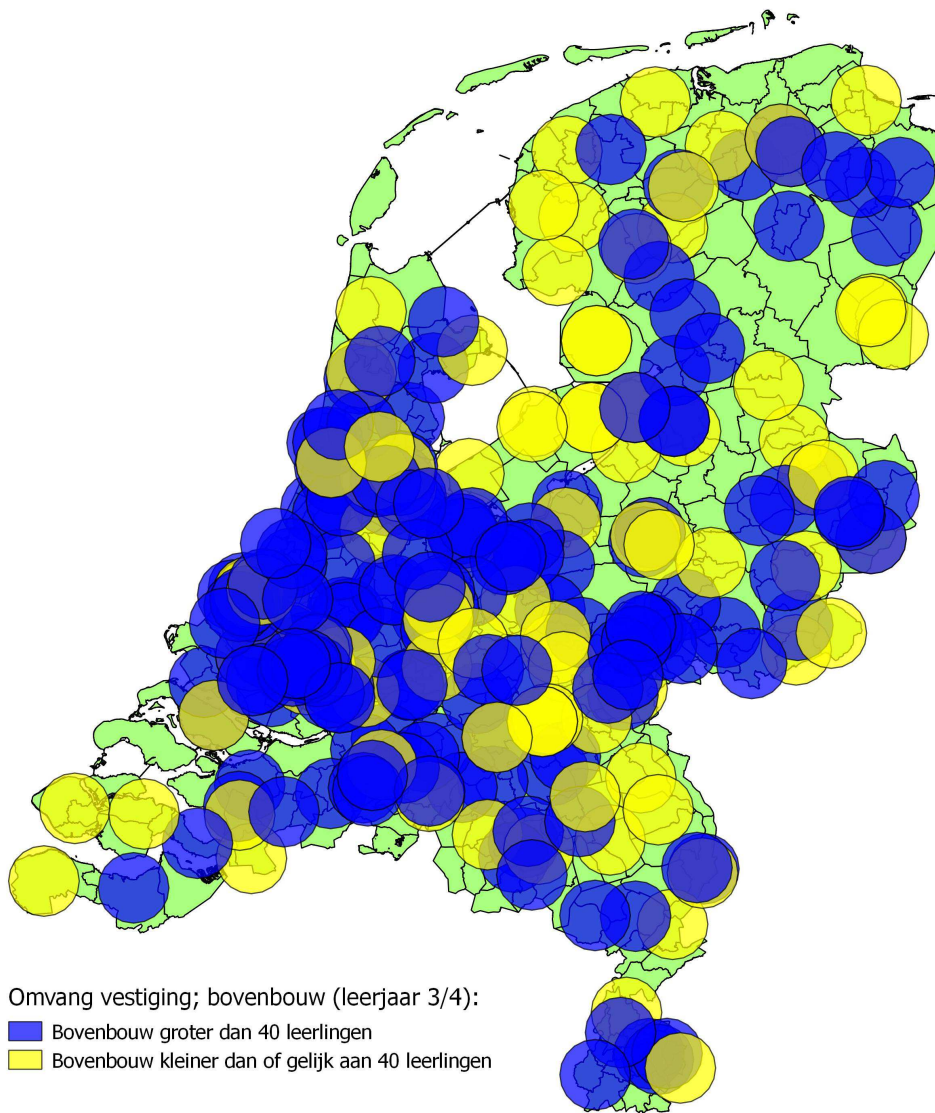 Omvang vestiging; bovenbouw (leerjaar 3/4):
Bovenbouw groter dan 40 leerlingen
Bovenbouw kleiner dan of gelijk aan 40 leerlingen